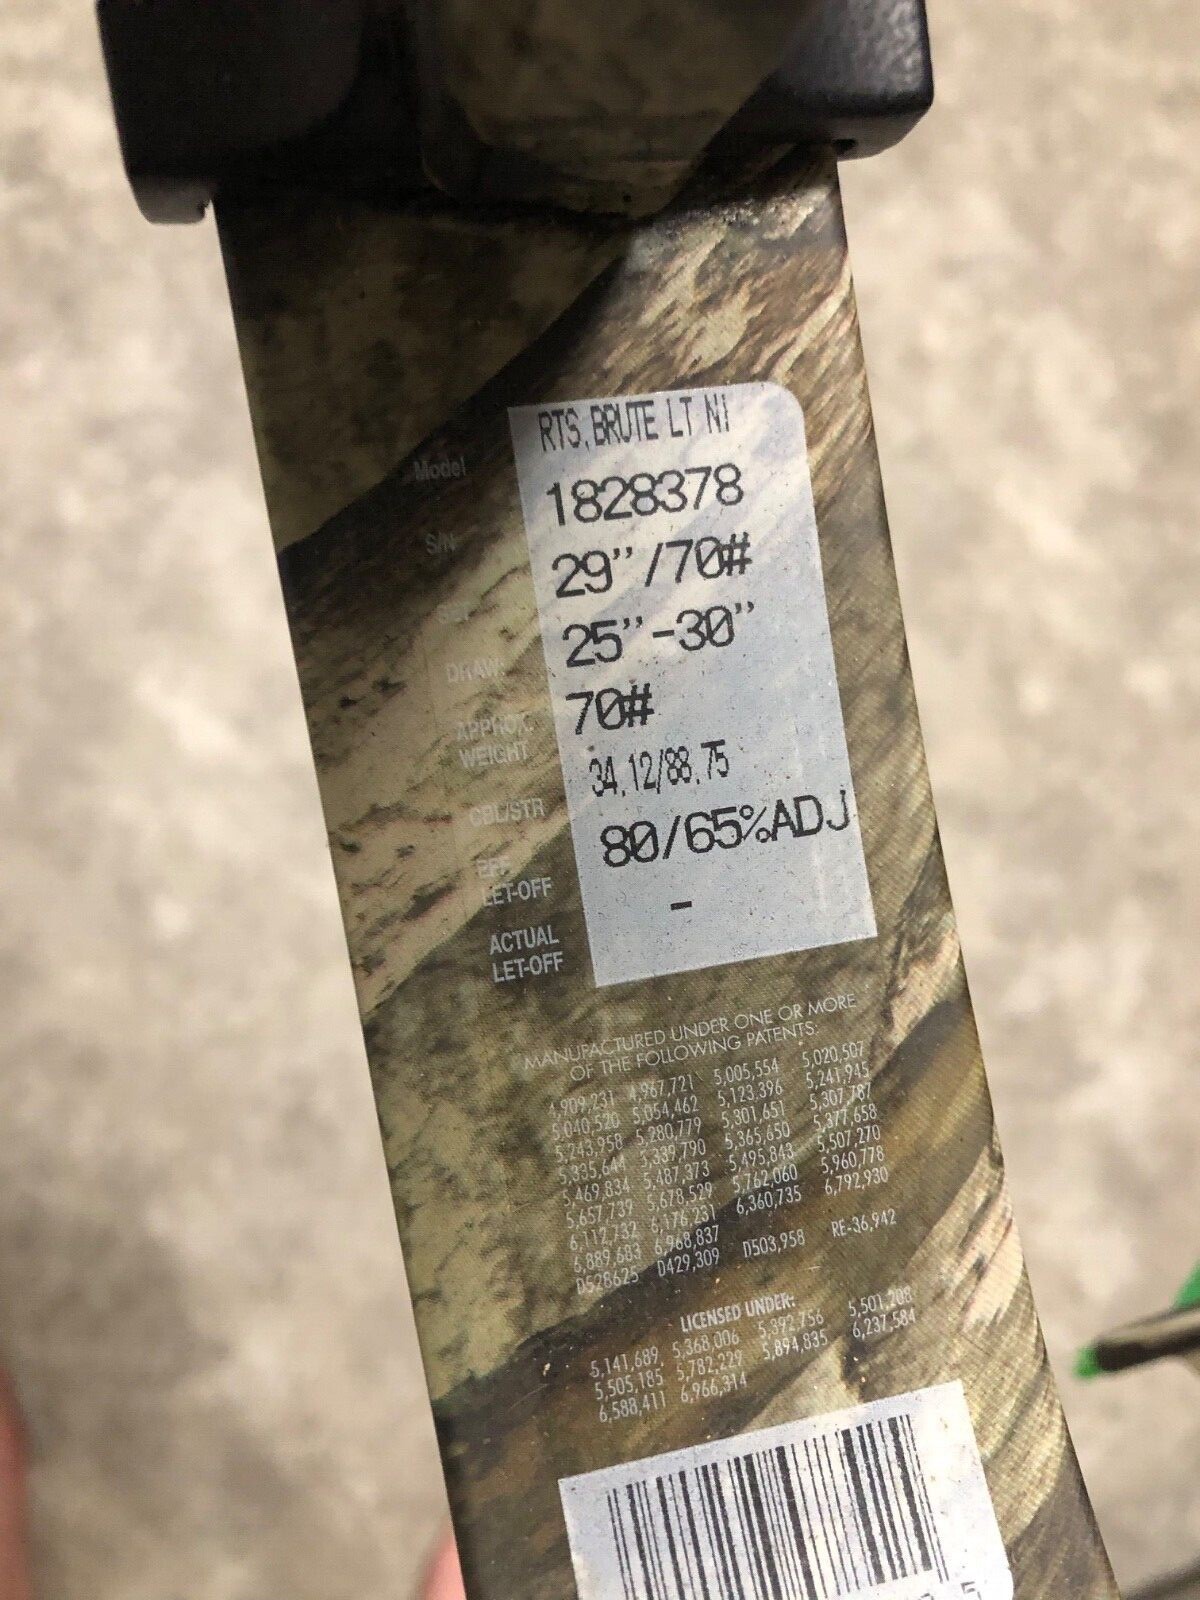 RTS, BRUTE LT NI
Model
1828378
S/N
29"/70#
25"-30"
DRAW:
70#
APPROX.
WEIGHT
34.12/88.75
CBL/STR
80/65%ADJ
EFF.
LET-OFF
-
ACTUAL
LET-OFF
MANUFACTURED UNDER ONE OR MORE
OF THE FOLLOWING PATENTS:
4,909,231 4,967,721 5,005,554 5,020,507
5,040,520 5,054,462 5,123,396 5,241,945
5,243,958 5,280,779 5,301,651 5,307,787
5,335,644 5,339,790 5,365,650 5,377,658
5,469,834 5,487,373 5,495,843 5,507,270
5,657,739 5,678,529 5,762,060 5,960,778
6,112,732 6,176,231 6,360,735 6,792,930
6,889,683 6,968,837
D528625 D429,309 D503,958 RE-36,942
LICENSED UNDER:
5,141,689 5,368,006 5,392,756 5,501,208
5,505,185 5,782,229 5,894,835 6,237,584
6,588,411 6,966,314